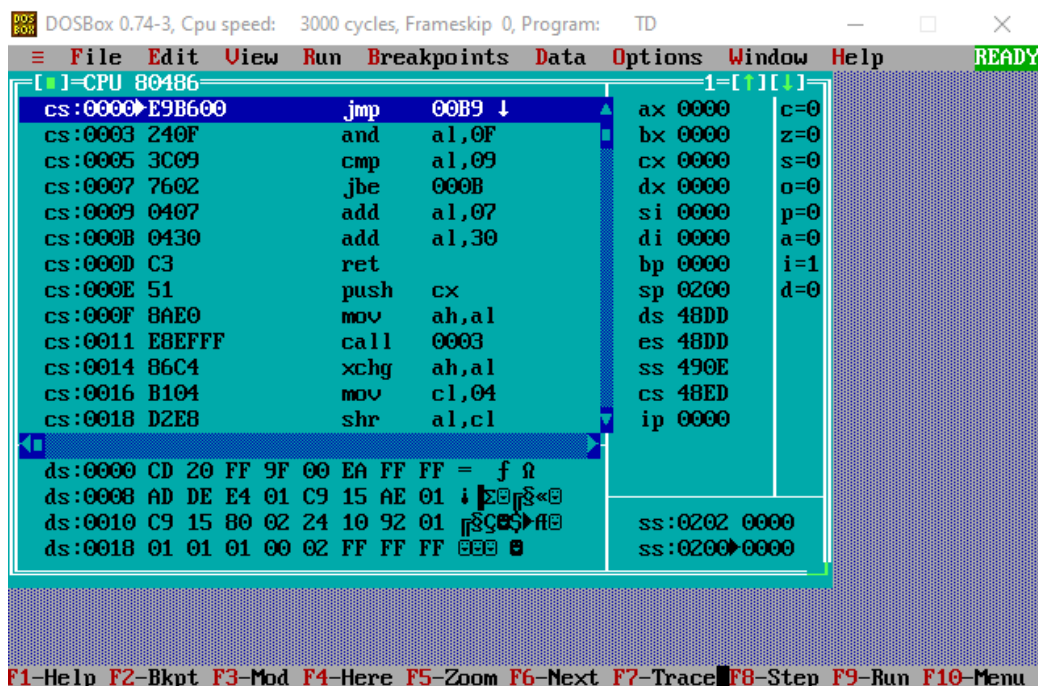 DOSBox 0.74-3, Cpu speed: 3000 cycles, Frameskip 0, Program: TD
≡ File Edit View Run Breakpoints Data Options Window Help READY
[■]=CPU 80486 1=[↑][↓]
cs:0000►E9B600 jmp 00B9 ↓ ax 0000 c=0
cs:0003 240F and al,0F bx 0000 z=0
cs:0005 3C09 cmp al,09 cx 0000 s=0
cs:0007 7602 jbe 000B dx 0000 o=0
cs:0009 0407 add al,07 si 0000 p=0
cs:000B 0430 add al,30 di 0000 a=0
cs:000D C3 ret bp 0000 i=1
cs:000E 51 push cx sp 0200 d=0
cs:000F 8AE0 mov ah,al ds 48DD
cs:0011 E8EFFF call 0003 es 48DD
cs:0014 86C4 xchg ah,al ss 490E
cs:0016 B104 mov cl,04 cs 48ED
cs:0018 D2E8 shr al,cl ip 0000
ds:0000 CD 20 FF 9F 00 EA FF FF = ƒ Ω
ds:0008 AD DE E4 01 C9 15 AE 01 ¡▐Σ☺╔§«☺
ds:0010 C9 15 80 02 24 10 92 01 ╔§Ç☻$►Æ☺ ss:0202 0000
ds:0018 01 01 01 00 02 FF FF FF ☺☺☺ ☻ ss:0200►0000
F1-Help F2-Bkpt F3-Mod F4-Here F5-Zoom F6-Next F7-Trace F8-Step F9-Run F10-Menu